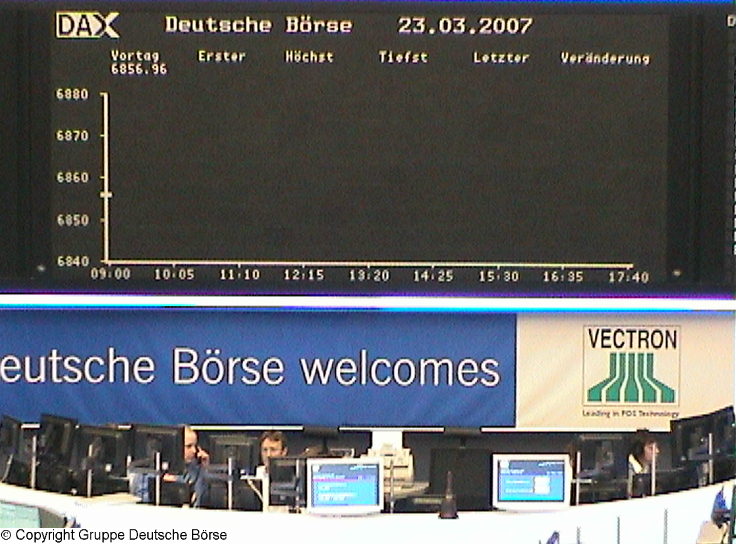 DAX Deutsche Börse 23.03.2007
Vortag Erster Höchst Tiefst Letzter Veränderung
6856.96
6880
6870
6860
6850
6840
09:00 10:05 11:10 12:15 13:20 14:25 15:30 16:35 17:40
eutsche Börse welcomes
VECTRON
Leading in POS Technology
© Copyright Gruppe Deutsche Börse